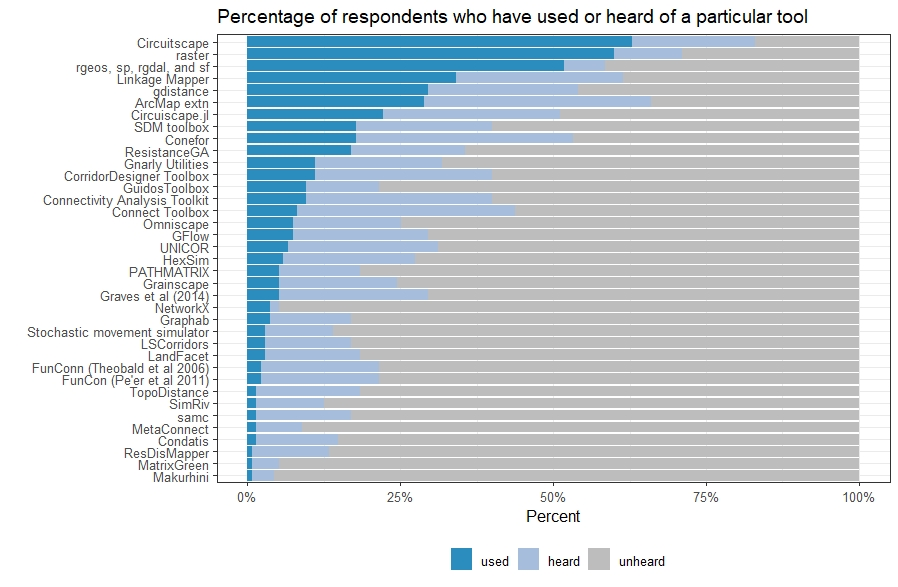 Percentage of respondents who have used or heard of a particular tool
Circuitscape
raster
rgeos, sp, rgdal, and sf
Linkage Mapper
gdistance
ArcMap extn
Circuiscape.jl
SDM toolbox
Conefor
ResistanceGA
Gnarly Utilities
CorridorDesigner Toolbox
GuidosToolbox
Connectivity Analysis Toolkit
Connect Toolbox
Omniscape
GFlow
UNICOR
HexSim
PATHMATRIX
Grainscape
Graves et al (2014)
NetworkX
Graphab
Stochastic movement simulator
LSCorridors
LandFacet
FunConn (Theobald et al 2006)
FunCon (Pe'er et al 2011)
TopoDistance
SimRiv
samc
MetaConnect
Condatis
ResDisMapper
MatrixGreen
Makurhini
0% 25% 50% 75% 100%
Percent
used heard unheard